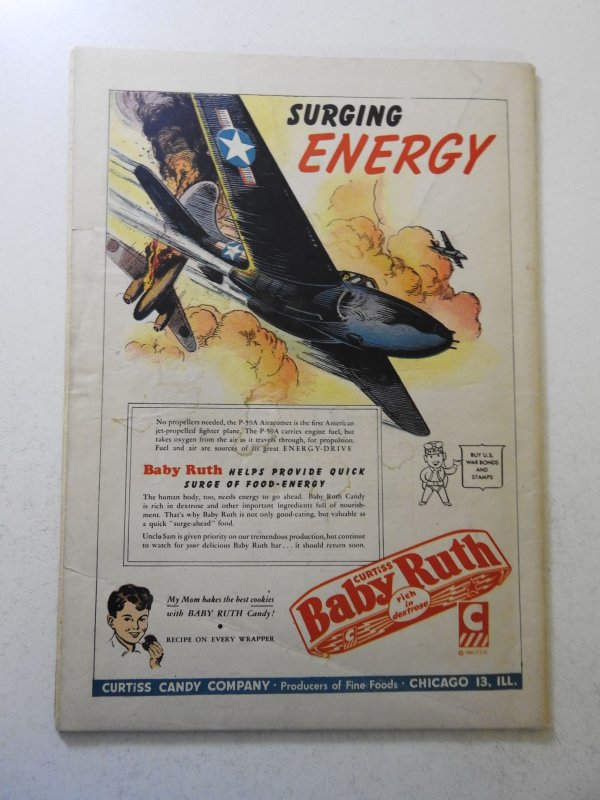 SURGING
ENERGY
No propellers needed, the P-59A Airacomet is the first American
jet-propelled fighter plane. The P-59A carries engine fuel, but
takes oxygen from the air as it travels through, for propulsion.
Fuel and air are sources of its great ENERGY-DRIVE
Baby Ruth HELPS PROVIDE QUICK
SURGE OF FOOD-ENERGY
The human body, too, needs energy to go ahead. Baby Ruth Candy
is rich in dextrose and other important ingredients full of nourish-
ment. That's why Baby Ruth is not only good-eating, but valuable as
a quick "surge-ahead" food.
Uncle Sam is given priority on our tremendous production, but continue
to watch for your delicious Baby Ruth bar... it should return soon.
BUY U.S.
WAR BONDS
AND
STAMPS
My Mom bakes the best cookies
with BABY RUTH Candy!
•
RECIPE ON EVERY WRAPPER
CURTiSS
Baby Ruth
rich
in
dextrose
C
CURTiSS CANDY COMPANY · Producers of Fine Foods · CHICAGO 13, ILL.